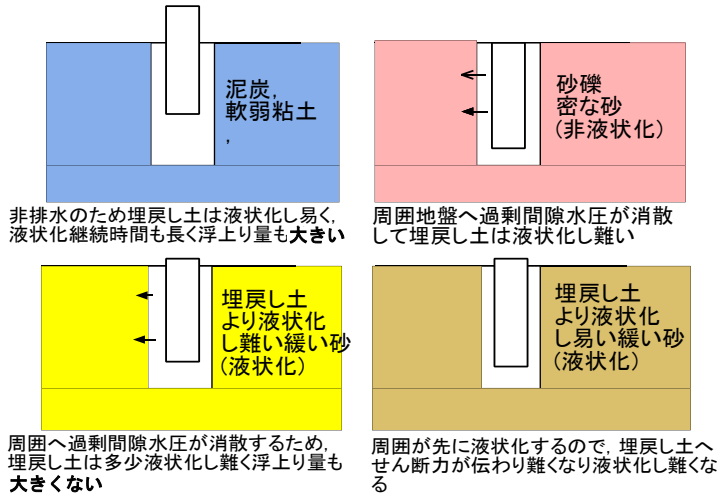 泥炭,
軟弱粘土
,
非排水のため埋戻し土は液状化し易く,
液状化継続時間も長く浮上り量も大きい
砂礫
密な砂
(非液状化)
周囲地盤へ過剰間隙水圧が消散
して埋戻し土は液状化し難い
埋戻し土
より液状化
し難い緩い砂
(液状化)
周囲へ過剰間隙水圧が消散するため,
埋戻し土は多少液状化し難く浮上り量も
大きくない
埋戻し土
より液状化
し易い緩い砂
(液状化)
周囲が先に液状化するので, 埋戻し土へ
せん断力が伝わり難くなり液状化し難くな
る